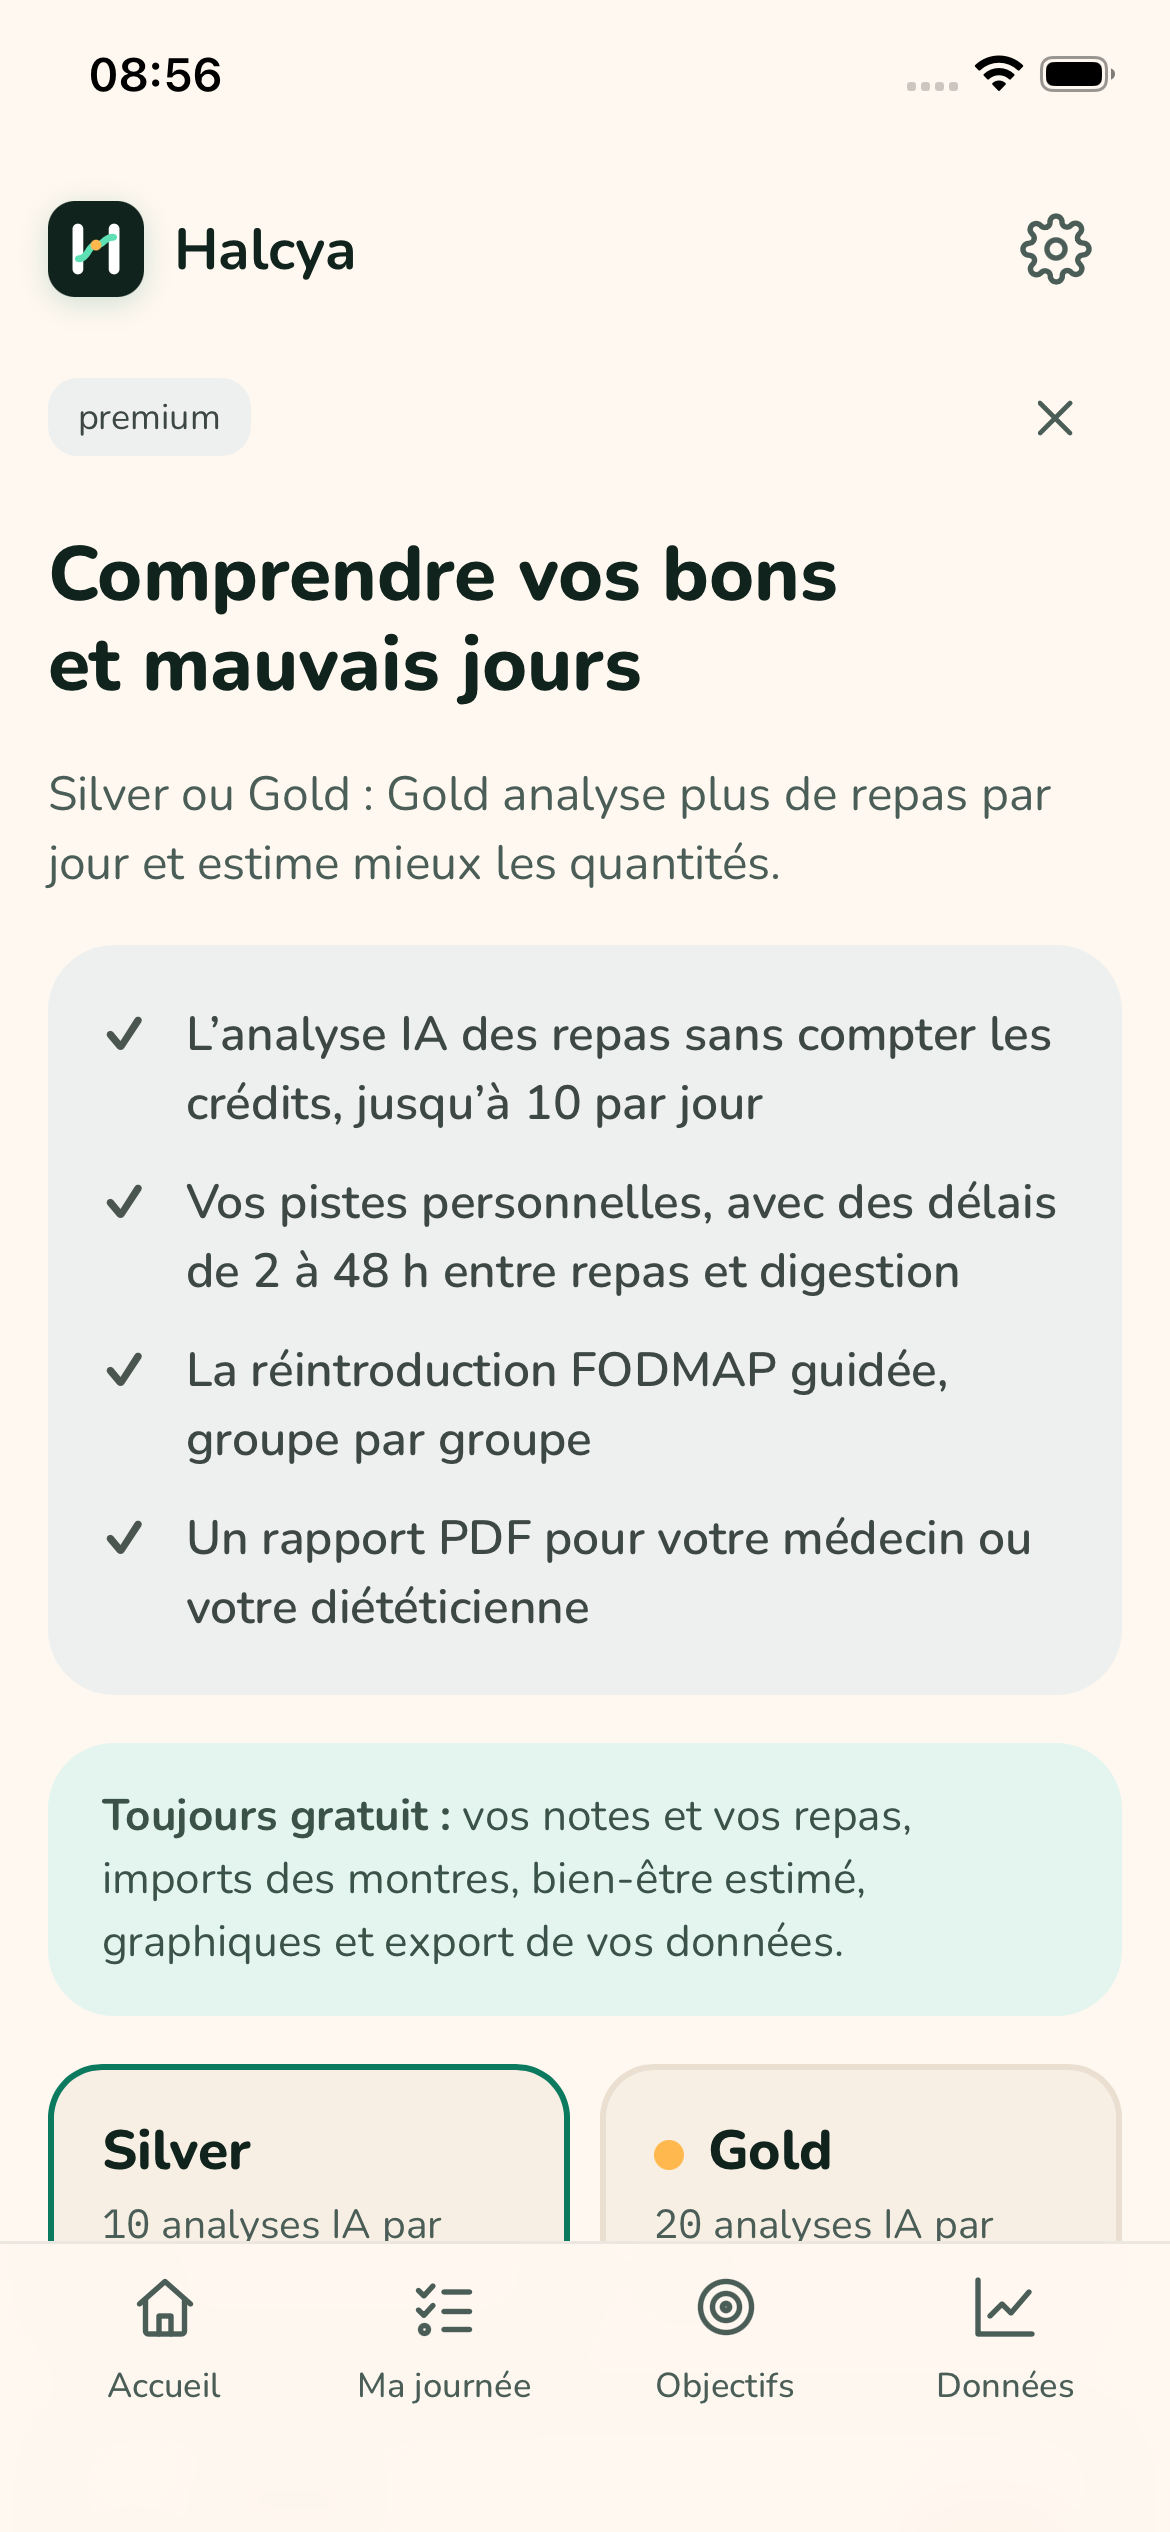 08:56
Halcya
premium
Comprendre vos bons
et mauvais jours
Silver ou Gold : Gold analyse plus de repas par
jour et estime mieux les quantités.
L’analyse IA des repas sans compter les
crédits, jusqu’à 10 par jour
Vos pistes personnelles, avec des délais
de 2 à 48 h entre repas et digestion
La réintroduction FODMAP guidée,
groupe par groupe
Un rapport PDF pour votre médecin ou
votre diététicienne
Toujours gratuit : vos notes et vos repas,
imports des montres, bien-être estimé,
graphiques et export de vos données.
Silver
10 analyses IA par
Gold
20 analyses IA par
Accueil
Ma journée
Objectifs
Données